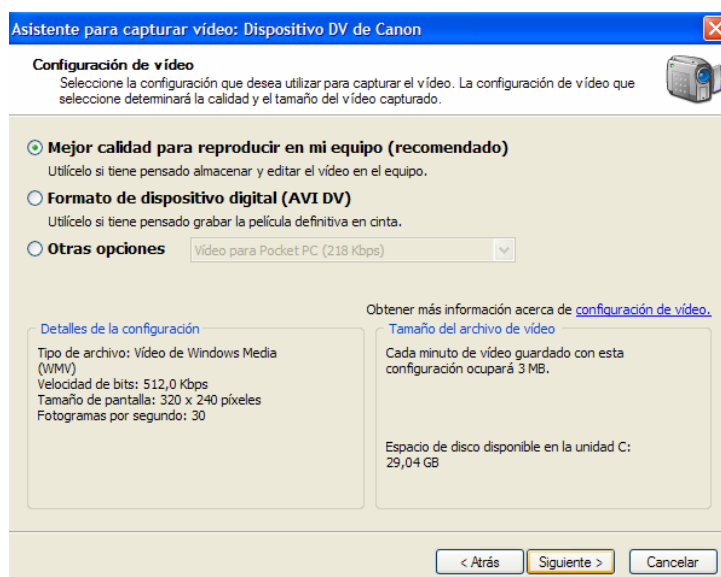 Asistente para capturar vídeo: Dispositivo DV de Canon
Configuración de vídeo
Seleccione la configuración que desea utilizar para capturar el vídeo. La configuración de vídeo que
seleccione determinará la calidad y el tamaño del vídeo capturado.
Mejor calidad para reproducir en mi equipo (recomendado)
Utilícelo si tiene pensado almacenar y editar el vídeo en el equipo.
Formato de dispositivo digital (AVI DV)
Utilícelo si tiene pensado grabar la película definitiva en cinta.
Otras opciones
Vídeo para Pocket PC (218 Kbps)
Obtener más información acerca de configuración de vídeo.
Detalles de la configuración
Tipo de archivo: Vídeo de Windows Media
(WMV)
Velocidad de bits: 512,0 Kbps
Tamaño de pantalla: 320 x 240 píxeles
Fotogramas por segundo: 30
Tamaño del archivo de vídeo
Cada minuto de vídeo guardado con esta
configuración ocupará 3 MB.
Espacio de disco disponible en la unidad C:
29,04 GB
< Atrás
Siguiente >
Cancelar